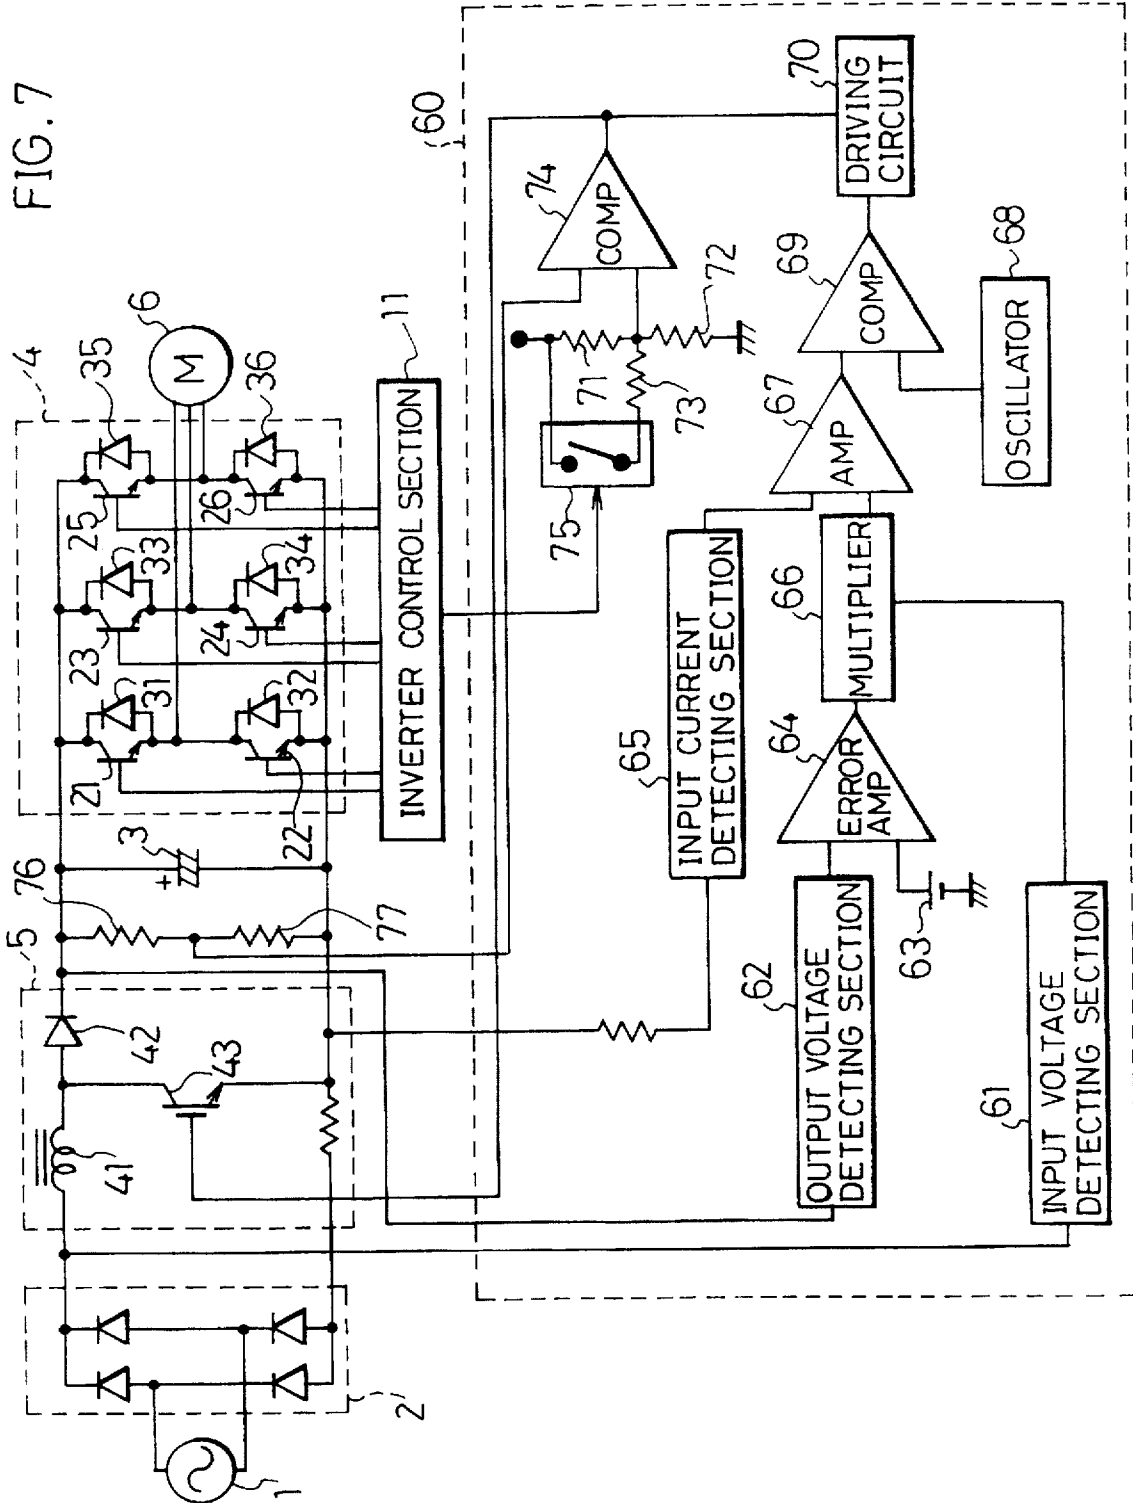 FIG. 7
1
2
5
41
42
43
76
77
3
+
4
21
31
22
32
23
33
24
34
25
35
26
36
6
M
11
INVERTER CONTROL SECTION
60
74
COMP
75
71
72
73
65
INPUT CURRENT
DETECTING SECTION
62
OUTPUT VOLTAGE
DETECTING SECTION
63
64
ERROR
AMP
66
MULTIPLIER
67
AMP
69
COMP
70
DRIVING
CIRCUIT
68
OSCILLATOR
61
INPUT VOLTAGE
DETECTING SECTION